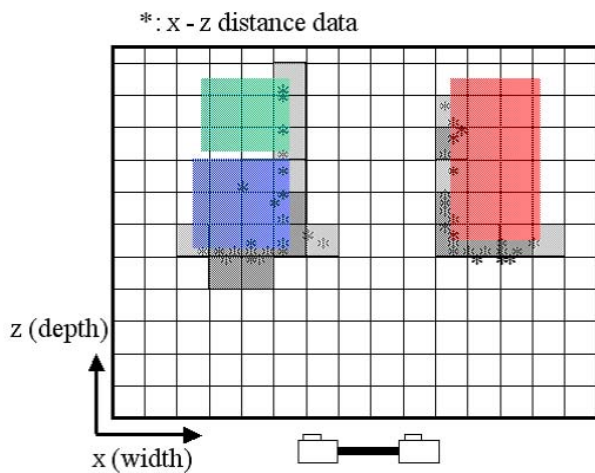 *: x - z distance data
z (depth)
x (width)